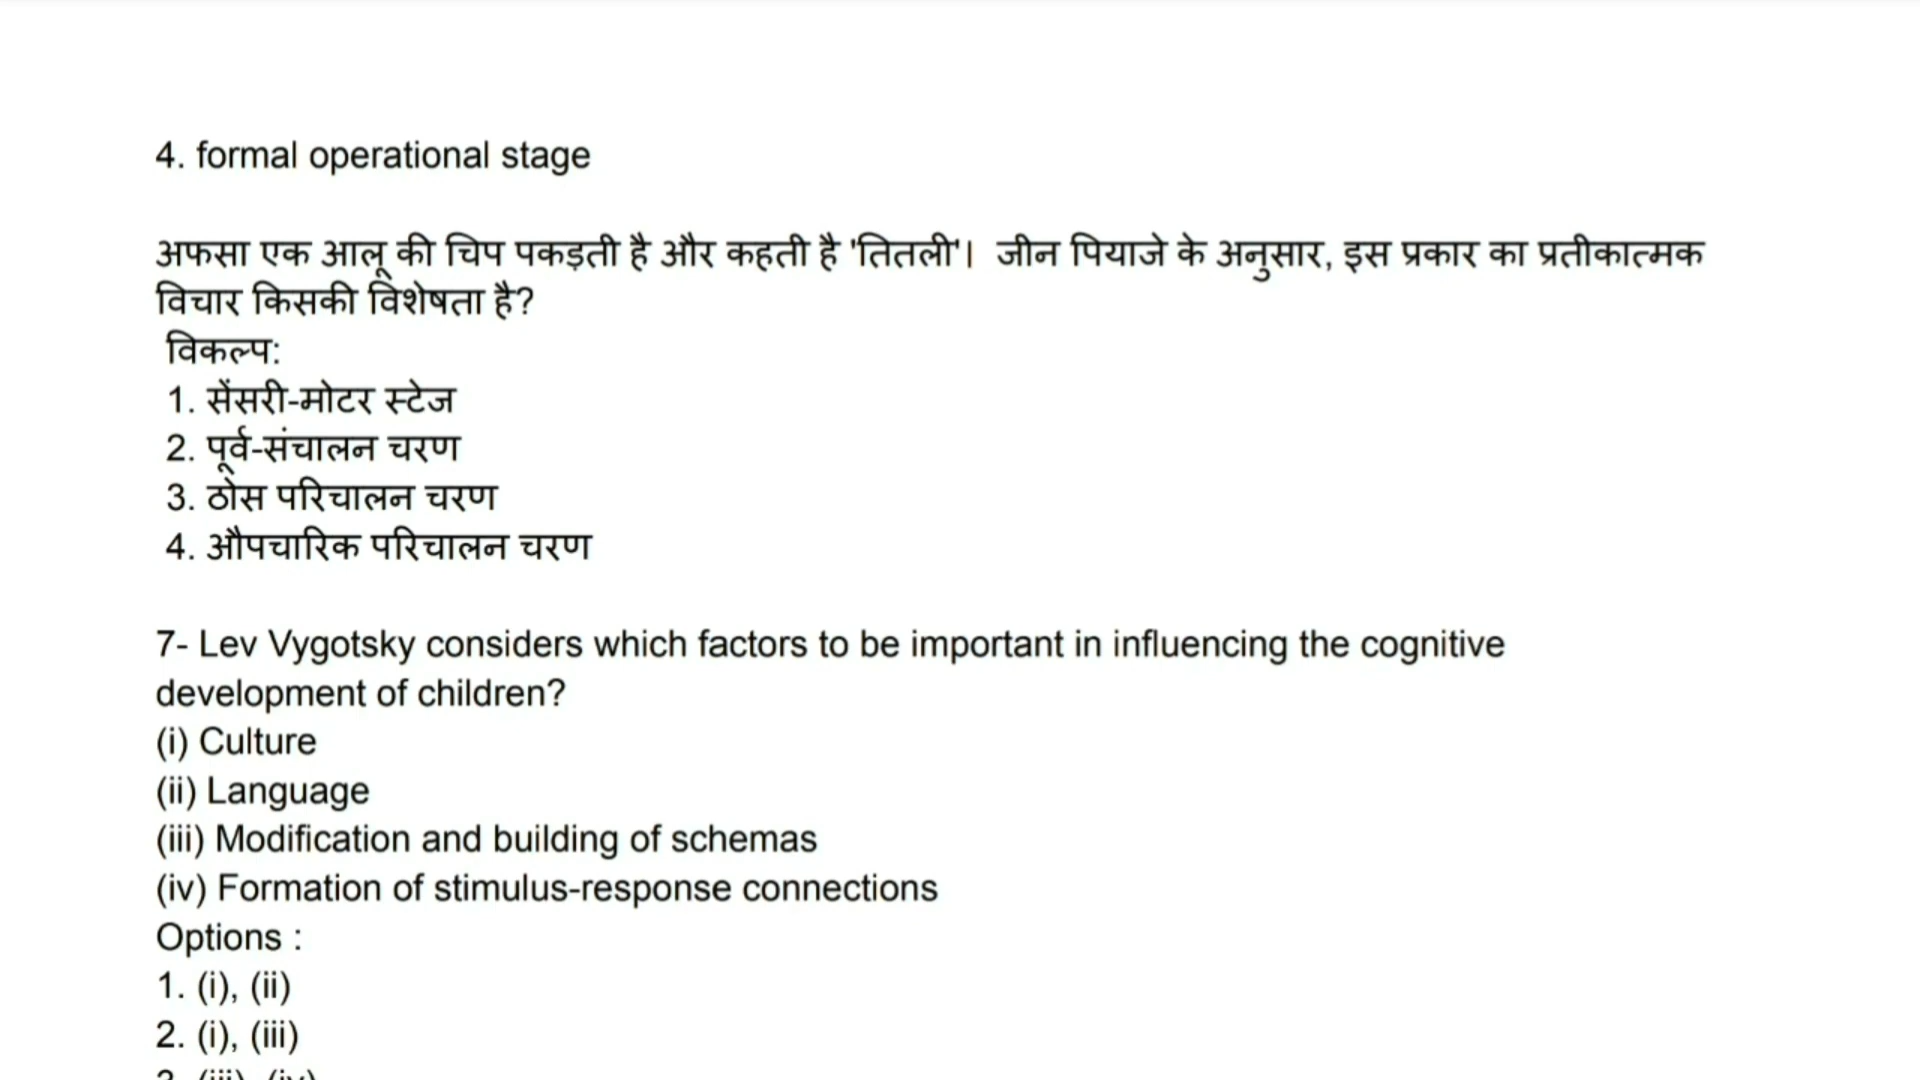 4. formal operational stage
अफसा एक आलू की चिप पकड़ती है और कहती है 'तितली'। जीन पियाजे के अनुसार, इस प्रकार का प्रतीकात्मक
विचार किसकी विशेषता है?
विकल्प:
1. सेंसरी-मोटर स्टेज
2. पूर्व-संचालन चरण
3. ठोस परिचालन चरण
4. औपचारिक परिचालन चरण
7- Lev Vygotsky considers which factors to be important in influencing the cognitive
development of children?
(i) Culture
(ii) Language
(iii) Modification and building of schemas
(iv) Formation of stimulus-response connections
Options :
1. (i), (ii)
2. (i), (iii)
3. (iii), (iv)